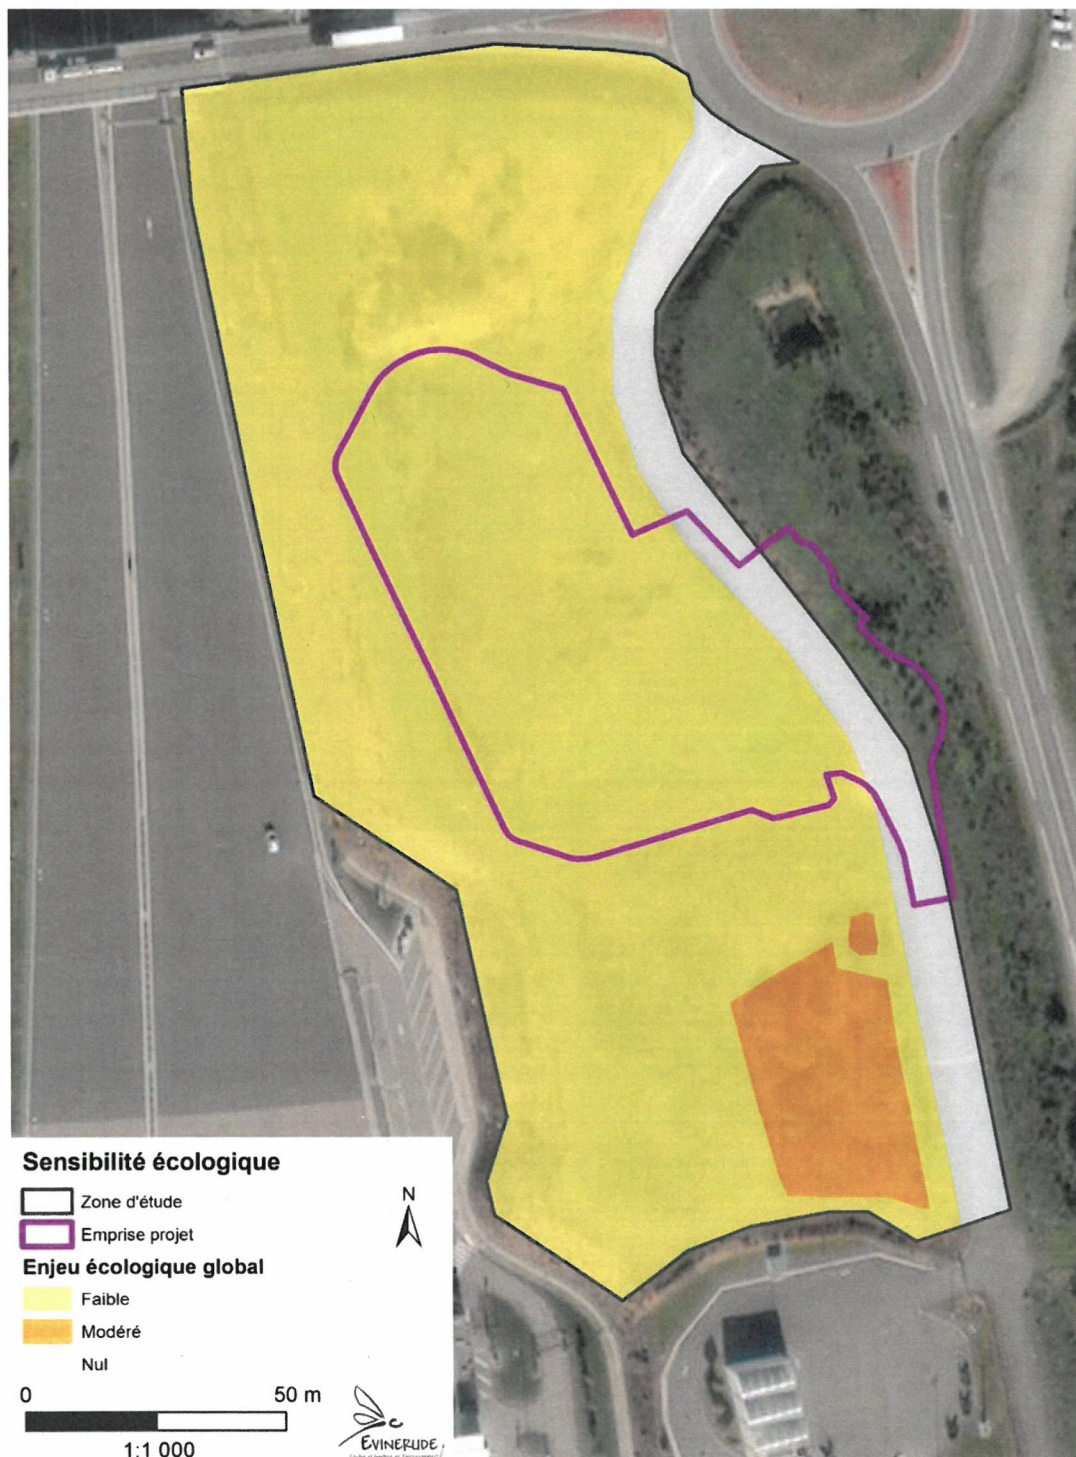 Sensibilité écologique
Zone d'étude
Emprise projet
Enjeu écologique global
Faible
Modéré
Nul
N
0 50 m
1:1 000
EVINERUDE